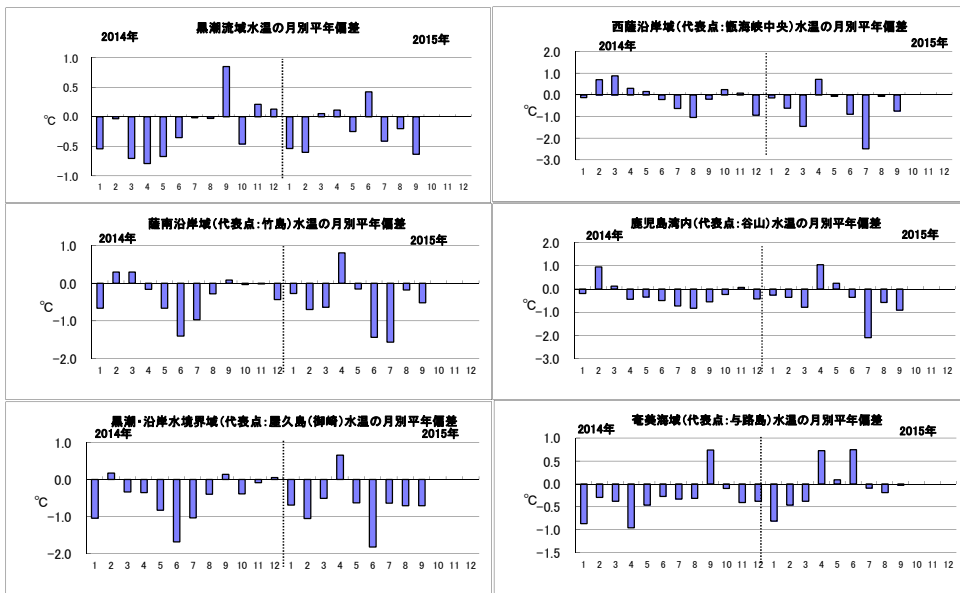 黒潮流域水温の月別平年偏差
2014年
2015年
1.0
0.5
0.0
−0.5
−1.0
℃
1 2 3 4 5 6 7 8 9 10 11 12 1 2 3 4 5 6 7 8 9 10 11 12
西薩沿岸域(代表点:甑海峡中央)水温の月別平年偏差
2014年
2015年
2.0
1.0
0.0
−1.0
−2.0
−3.0
℃
1 2 3 4 5 6 7 8 9 10 11 12 1 2 3 4 5 6 7 8 9 10 11 12
薩南沿岸域(代表点:竹島)水温の月別平年偏差
2014年
2015年
1.0
0.0
−1.0
−2.0
℃
1 2 3 4 5 6 7 8 9 10 11 12 1 2 3 4 5 6 7 8 9 10 11 12
鹿児島湾内(代表点:谷山)水温の月別平年偏差
2014年
2015年
2.0
1.0
0.0
−1.0
−2.0
−3.0
℃
1 2 3 4 5 6 7 8 9 10 11 12 1 2 3 4 5 6 7 8 9 10 11 12
黒潮・沿岸水境界域(代表点:屋久島(御崎)水温の月別平年偏差
2014年
2015年
1.0
0.0
−1.0
−2.0
℃
1 2 3 4 5 6 7 8 9 10 11 12 1 2 3 4 5 6 7 8 9 10 11 12
奄美海域(代表点:与路島)水温の月別平年偏差
2014年
2015年
1.0
0.5
0.0
−0.5
−1.0
−1.5
℃
1 2 3 4 5 6 7 8 9 10 11 12 1 2 3 4 5 6 7 8 9 10 11 12